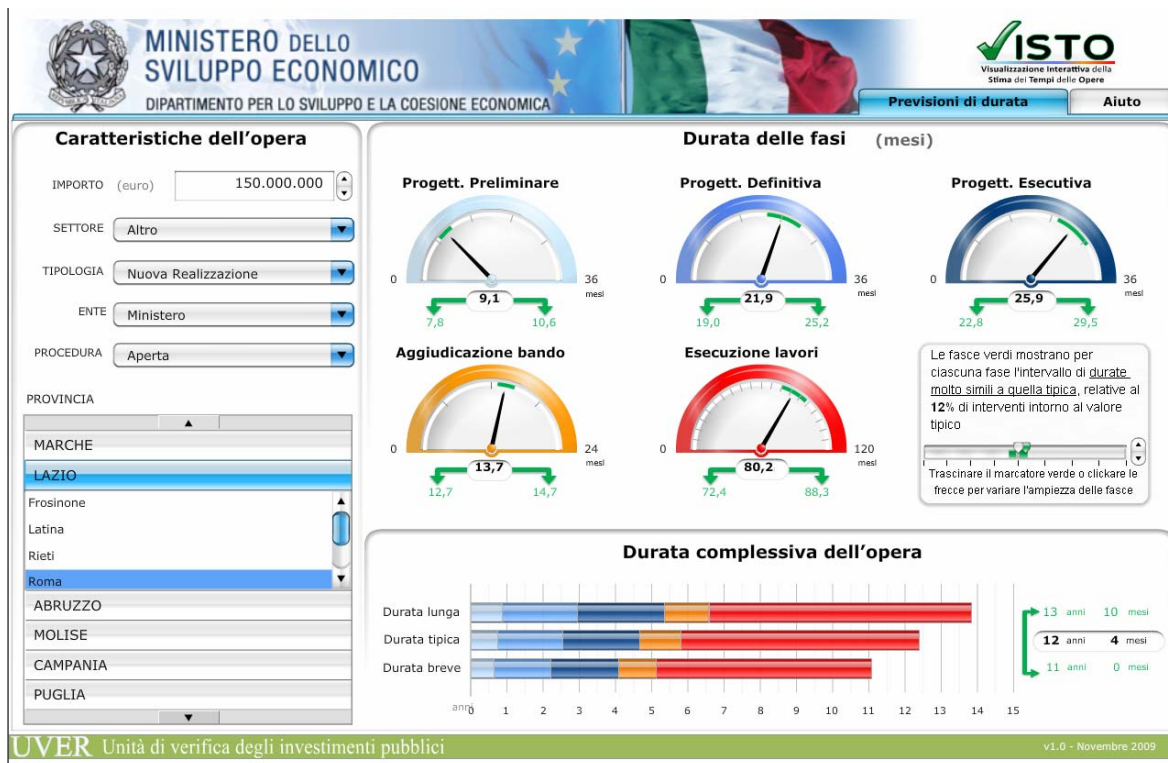 MINISTERO DELLO
SVILUPPO ECONOMICO
DIPARTIMENTO PER LO SVILUPPO E LA COESIONE ECONOMICA
VISTO
Visualizzazione Interattiva della
Stima dei Tempi delle Opere
Previsioni di durata
Aiuto
Caratteristiche dell'opera
IMPORTO (euro) 150.000.000
SETTORE Altro
TIPOLOGIA Nuova Realizzazione
ENTE Ministero
PROCEDURA Aperta
PROVINCIA
MARCHE
LAZIO
Frosinone
Latina
Rieti
Roma
ABRUZZO
MOLISE
CAMPANIA
PUGLIA
Durata delle fasi (mesi)
Progett. Preliminare
0 36
mesi
9,1
7,8 10,6
Progett. Definitiva
0 36
mesi
21,9
19,0 25,2
Progett. Esecutiva
0 36
mesi
25,9
22,8 29,5
Aggiudicazione bando
0 24
mesi
13,7
12,7 14,7
Esecuzione lavori
0 120
mesi
80,2
72,4 88,3
Le fasce verdi mostrano per
ciascuna fase l'intervallo di durate
molto simili a quella tipica, relative al
12% di interventi intorno al valore
tipico
Trascinare il marcatore verde o clickare le
frecce per variare l'ampiezza delle fasce
Durata complessiva dell'opera
Durata lunga
13 anni 10 mesi
Durata tipica
12 anni 4 mesi
Durata breve
11 anni 0 mesi
anni 0 1 2 3 4 5 6 7 8 9 10 11 12 13 14 15
UVER Unità di verifica degli investimenti pubblici
v1.0 - Novembre 2009